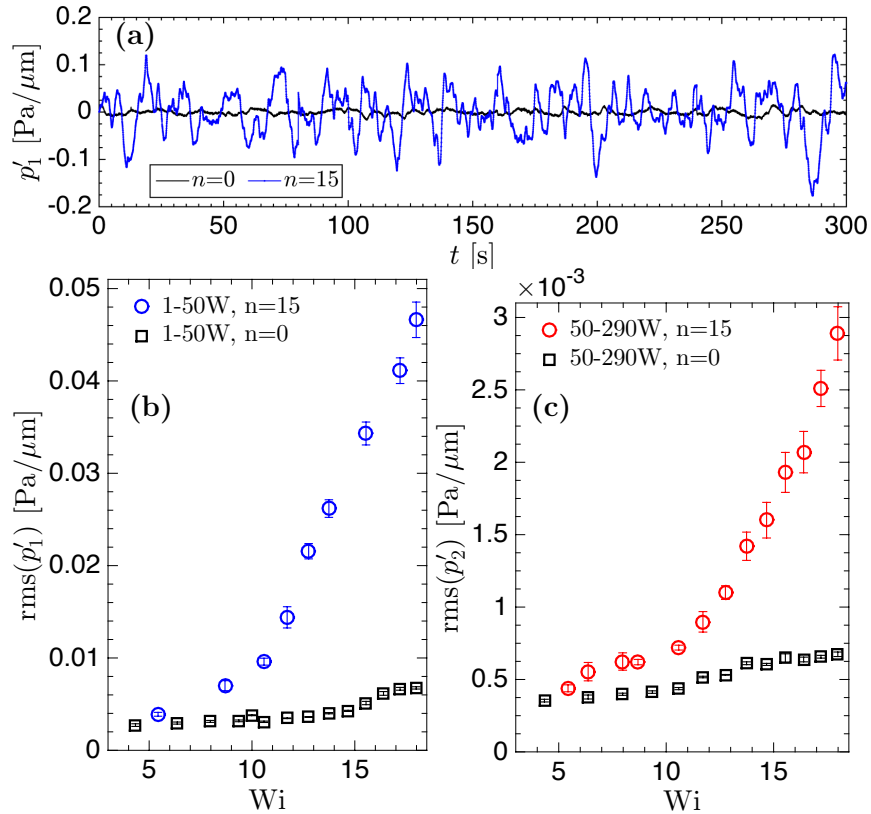 (a)
p′₁ [Pa/μm]
0.2
0.1
0
-0.1
-0.2
n=0 n=15
0 50 100 150 200 250 300
t [s]
(b)
rms(p′₁) [Pa/μm]
0.05
0.04
0.03
0.02
0.01
0
1-50W, n=15
1-50W, n=0
5 10 15
Wi
(c)
×10⁻³
rms(p′₂) [Pa/μm]
3
2.5
2
1.5
1
0.5
0
50-290W, n=15
50-290W, n=0
5 10 15
Wi